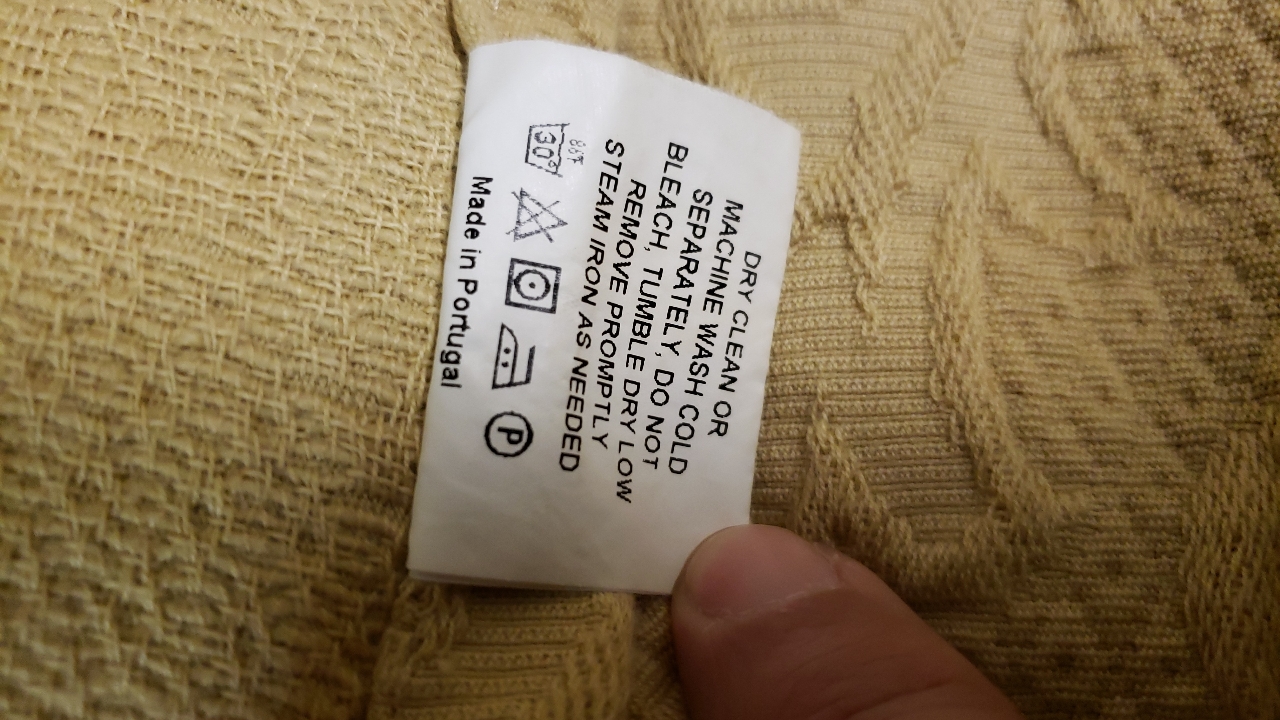 DRY CLEAN OR
MACHINE WASH COLD
SEPARATELY, DO NOT
BLEACH, TUMBLE DRY LOW
REMOVE PROMPTLY
STEAM IRON AS NEEDED
30°
P
Made in Portugal